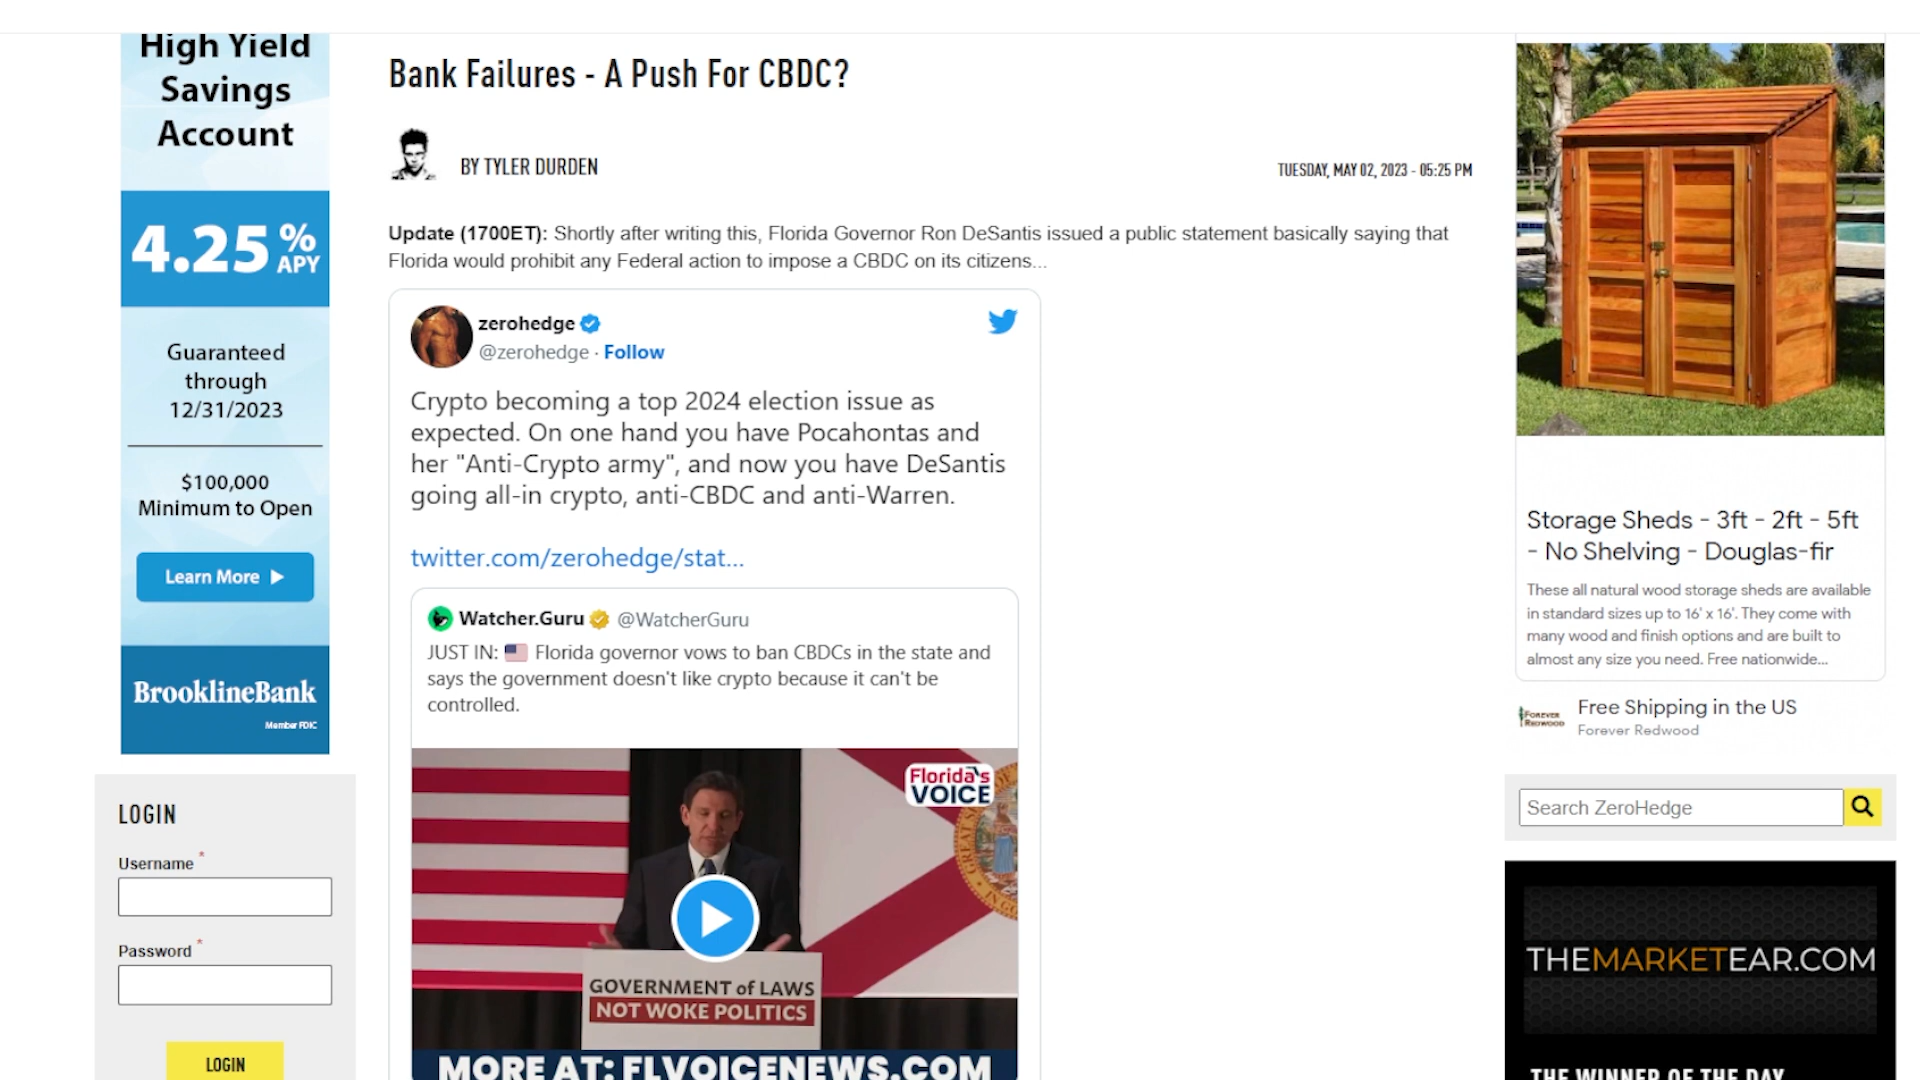 High Yield
Savings
Account
4.25% APY
Guaranteed
through
12/31/2023
$100,000
Minimum to Open
Learn More
BrooklineBank
Member FDIC
LOGIN
Username *
Password *
LOGIN
Bank Failures - A Push For CBDC?
BY TYLER DURDEN
TUESDAY, MAY 02, 2023 - 05:25 PM
Update (1700ET): Shortly after writing this, Florida Governor Ron DeSantis issued a public statement basically saying that
Florida would prohibit any Federal action to impose a CBDC on its citizens...
zerohedge
@zerohedge · Follow
Crypto becoming a top 2024 election issue as
expected. On one hand you have Pocahontas and
her "Anti-Crypto army", and now you have DeSantis
going all-in crypto, anti-CBDC and anti-Warren.
twitter.com/zerohedge/stat...
Watcher.Guru @WatcherGuru
JUST IN: Florida governor vows to ban CBDCs in the state and
says the government doesn't like crypto because it can't be
controlled.
Florida's
VOICE
GOVERNMENT of LAWS
NOT WOKE POLITICS
MORE AT: FLVOICENEWS.COM
Storage Sheds - 3ft - 2ft - 5ft
- No Shelving - Douglas-fir
These all natural wood storage sheds are available
in standard sizes up to 16' x 16'. They come with
many wood and finish options and are built to
almost any size you need. Free nationwide...
Forever
Redwood
Free Shipping in the US
Forever Redwood
Search ZeroHedge
THEMARKETEAR.COM
THE WINNER OF THE DAY